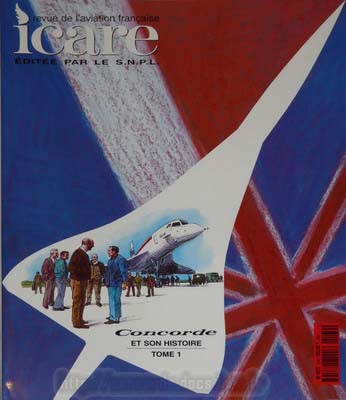 revue de l'aviation française
icare
ÉDITÉE PAR LE S.N.P.L.
Concorde
ET SON HISTOIRE
TOME 1